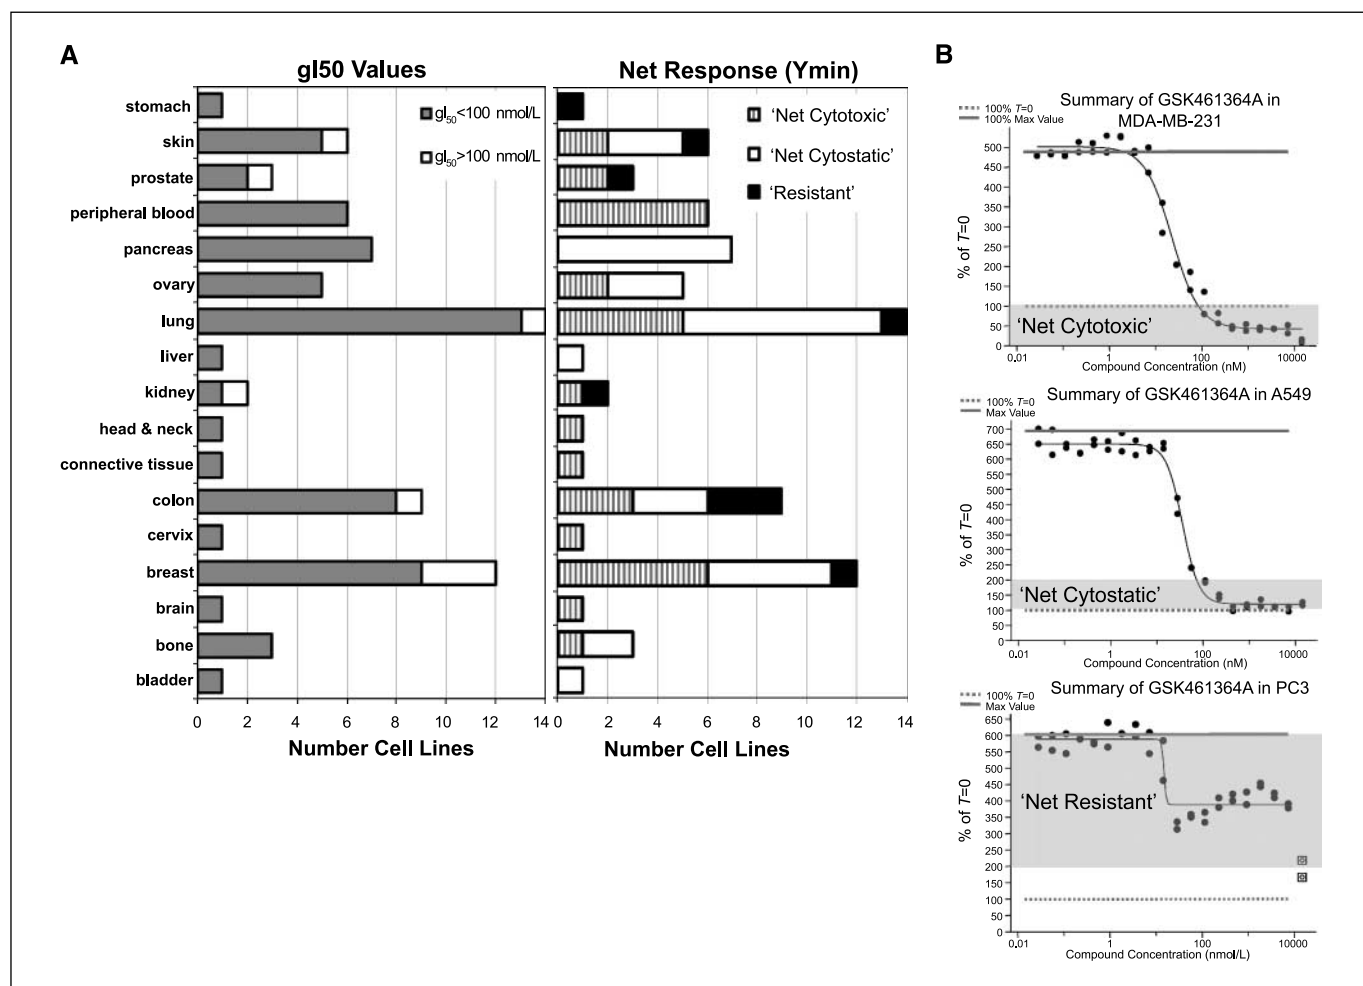 A
gI50 Values
gI50<100 nmol/L
gI50>100 nmol/L
stomach
skin
prostate
peripheral blood
pancreas
ovary
lung
liver
kidney
head & neck
connective tissue
colon
cervix
breast
brain
bone
bladder
0 2 4 6 8 10 12 14
Number Cell Lines
Net Response (Ymin)
'Net Cytotoxic'
'Net Cytostatic'
'Resistant'
0 2 4 6 8 10 12 14
Number Cell Lines
B
100% T=0
100% Max Value
Summary of GSK461364A in
MDA-MB-231
% of T=0
500
450
400
350
300
250
200
150
100
50
0
'Net Cytotoxic'
0.01 1 100 10000
Compound Concentration (nM)
100% T=0
Max Value
Summary of GSK461364A in A549
% of T=0
700
650
600
550
500
450
400
350
300
250
200
150
100
50
0
'Net Cytostatic'
0.01 1 100 10000
Compound Concentration (nM)
100% T=0
Max Value
Summary of GSK461364A in PC3
% of T=0
650
600
550
500
450
400
350
300
250
200
150
100
50
0
'Net Resistant'
0.01 1 100 10000
Compound Concentration (nmol/L)